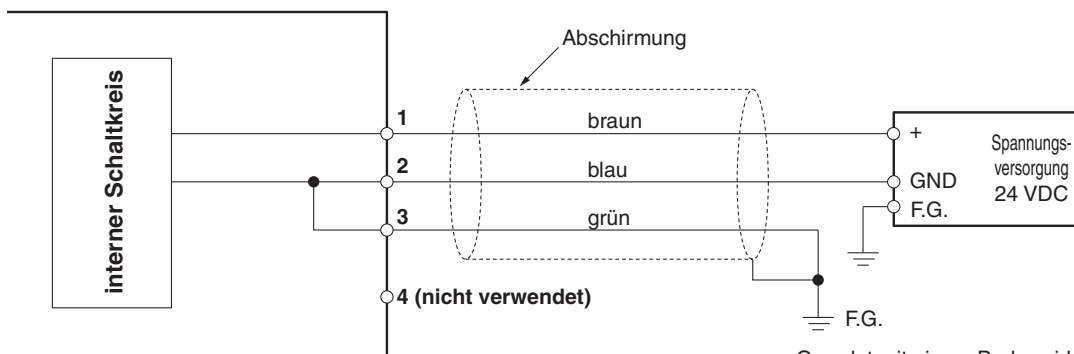 Abschirmung
interner Schaltkreis
1
braun
+
Spannungs-
versorgung
24 VDC
2
blau
GND
F.G.
3
grün
4 (nicht verwendet)
F.G.